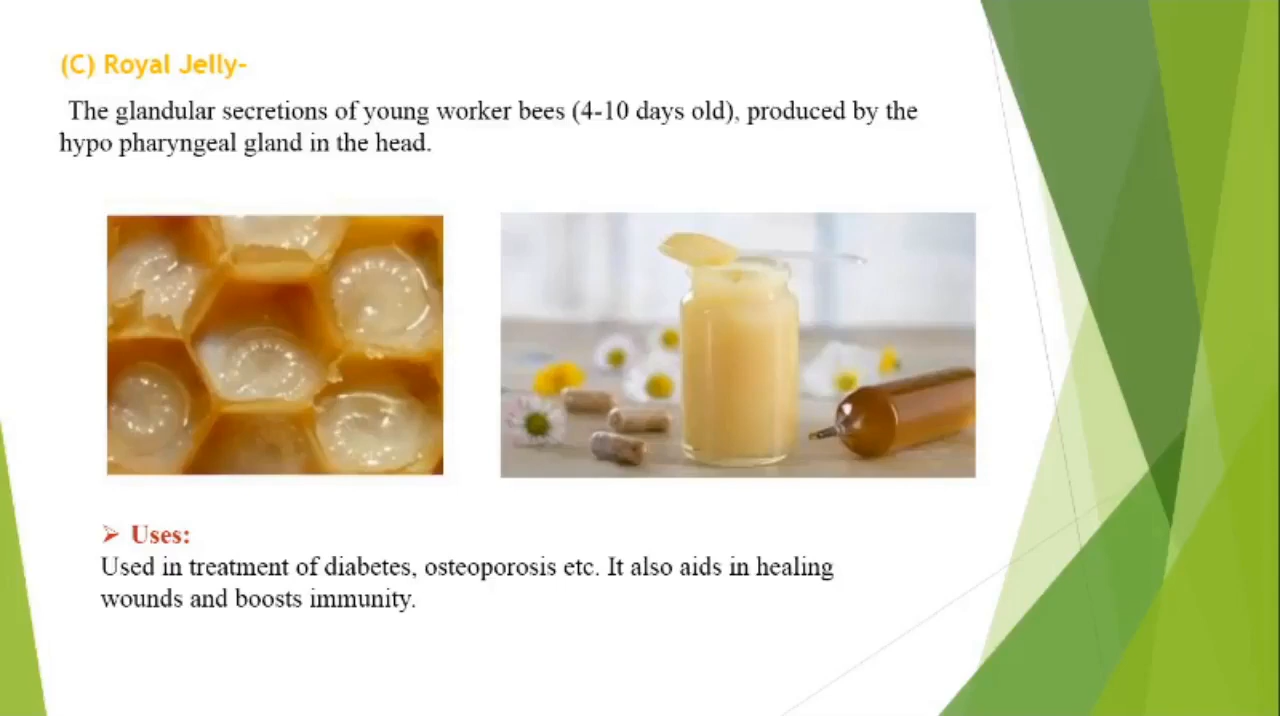 (C) Royal Jelly-
The glandular secretions of young worker bees (4-10 days old), produced by the
hypo pharyngeal gland in the head.
➢ Uses:
Used in treatment of diabetes, osteoporosis etc. It also aids in healing
wounds and boosts immunity.